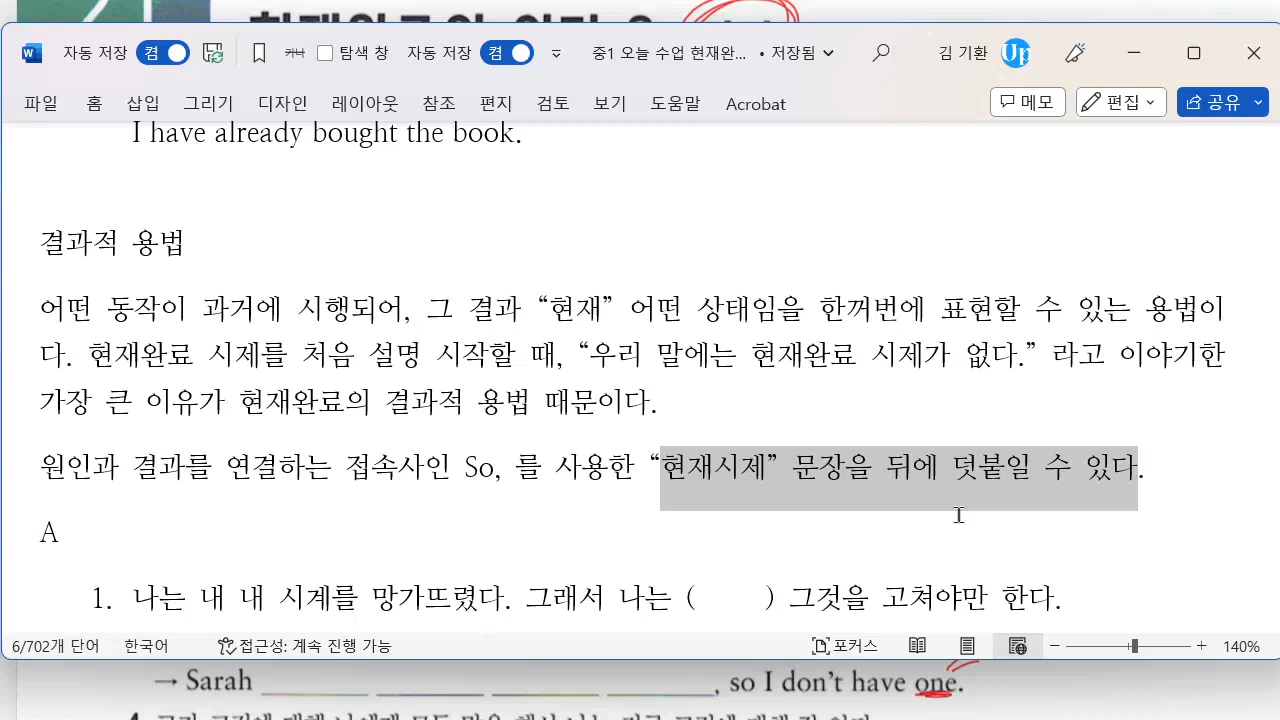 자동 저장 켬 가나 탐색 창 자동 저장 켬 중1 오늘 수업 현재완... • 저장됨 김 기환 Up
파일 홈 삽입 그리기 디자인 레이아웃 참조 편지 검토 보기 도움말 Acrobat 메모 편집 공유
I have already bought the book.
결과적 용법
어떤 동작이 과거에 시행되어, 그 결과 “현재” 어떤 상태임을 한꺼번에 표현할 수 있는 용법이
다. 현재완료 시제를 처음 설명 시작할 때, “우리 말에는 현재완료 시제가 없다.” 라고 이야기한
가장 큰 이유가 현재완료의 결과적 용법 때문이다.
원인과 결과를 연결하는 접속사인 So, 를 사용한 “현재시제” 문장을 뒤에 덧붙일 수 있다.
A
1. 나는 내 내 시계를 망가뜨렸다. 그래서 나는 ( ) 그것을 고쳐야만 한다.
6/702개 단어 한국어 접근성: 계속 진행 가능 포커스 140%
→ Sarah ______ ______ ______ ______, so I don't have one.